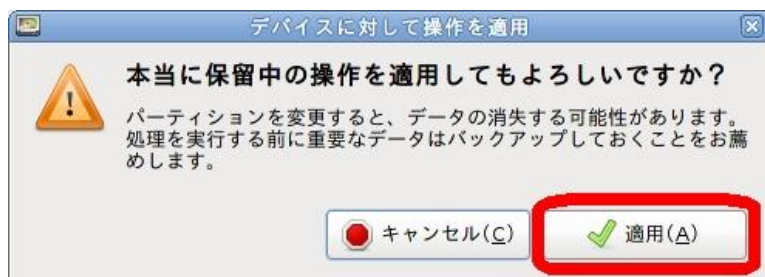 デバイスに対して操作を適用
本当に保留中の操作を適用してもよろしいですか?
パーティションを変更すると、データの消失する可能性があります。
処理を実行する前に重要なデータはバックアップしておくことをお薦
めします。
キャンセル(C)
適用(A)